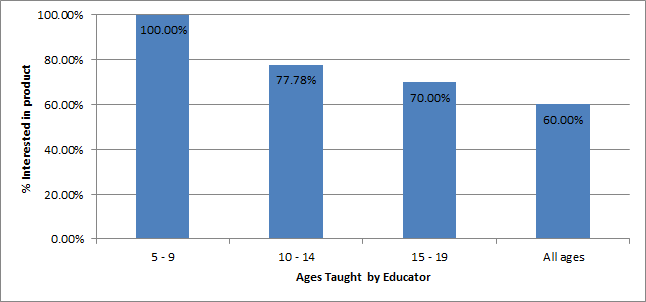 100.00%
80.00%
60.00%
40.00%
20.00%
0.00%
% Interested in product
100.00%
77.78%
70.00%
60.00%
5 - 9
10 - 14
15 - 19
All ages
Ages Taught by Educator